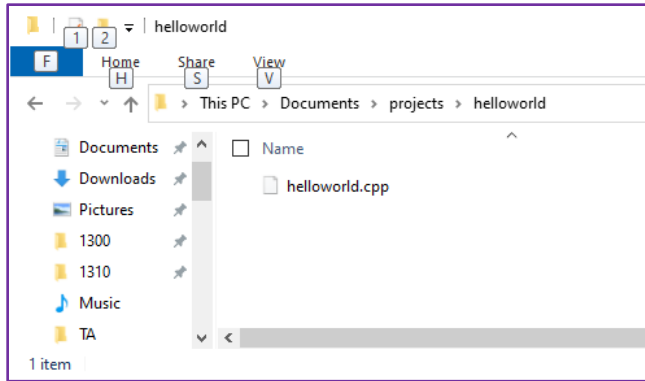 helloworld
1 2
F Home Share View
H S V
This PC > Documents > projects > helloworld
Documents
Name
Downloads
helloworld.cpp
Pictures
1300
1310
Music
TA
1 item